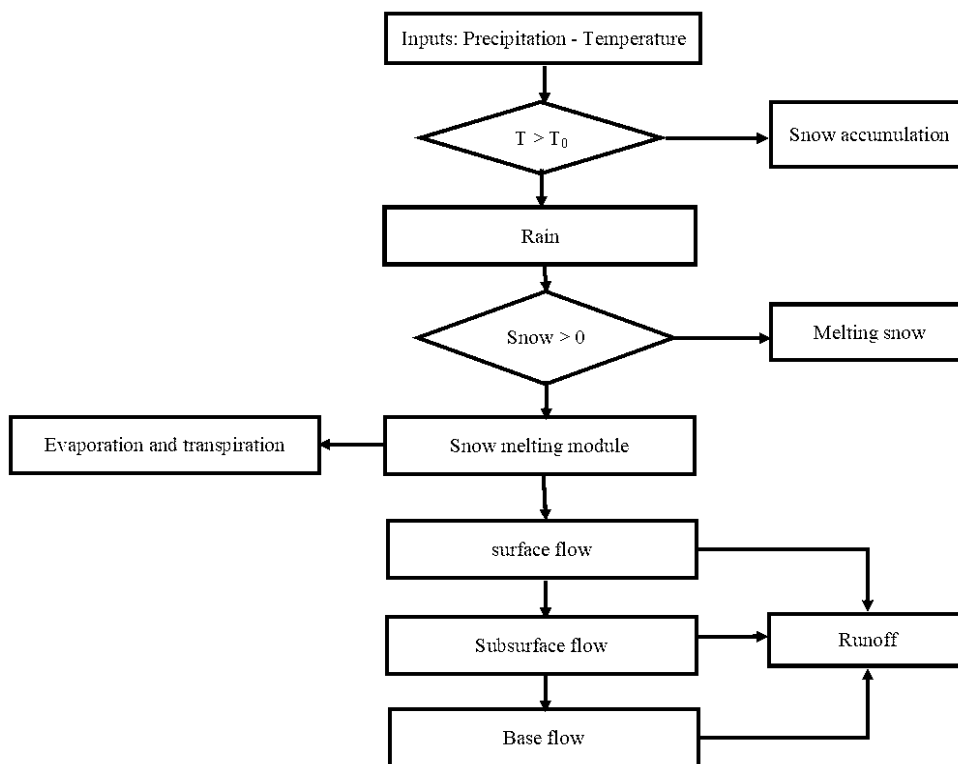 Inputs: Precipitation - Temperature
T > T₀
Snow accumulation
Rain
Snow > 0
Melting snow
Evaporation and transpiration
Snow melting module
surface flow
Subsurface flow
Runoff
Base flow